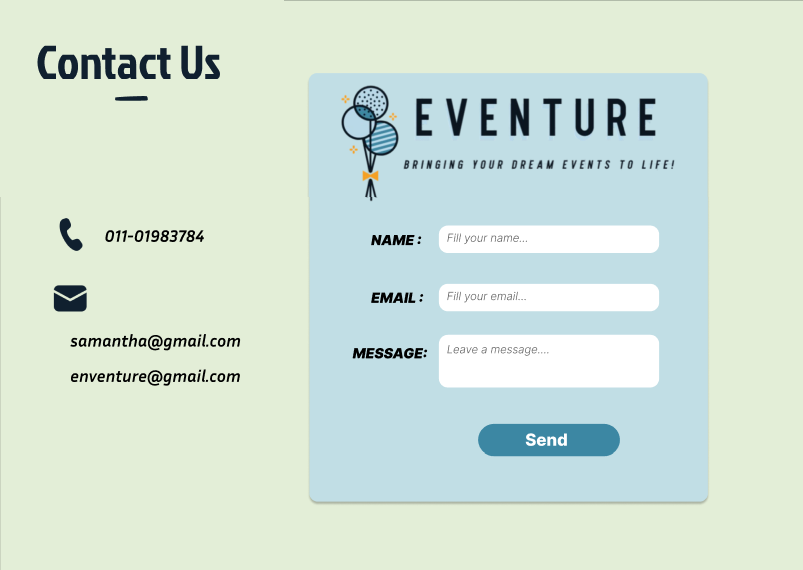 Contact Us
011-01983784
samantha@gmail.com
enventure@gmail.com
EVENTURE
BRINGING YOUR DREAM EVENTS TO LIFE!
NAME : Fill your name...
EMAIL : Fill your email...
MESSAGE: Leave a message....
Send